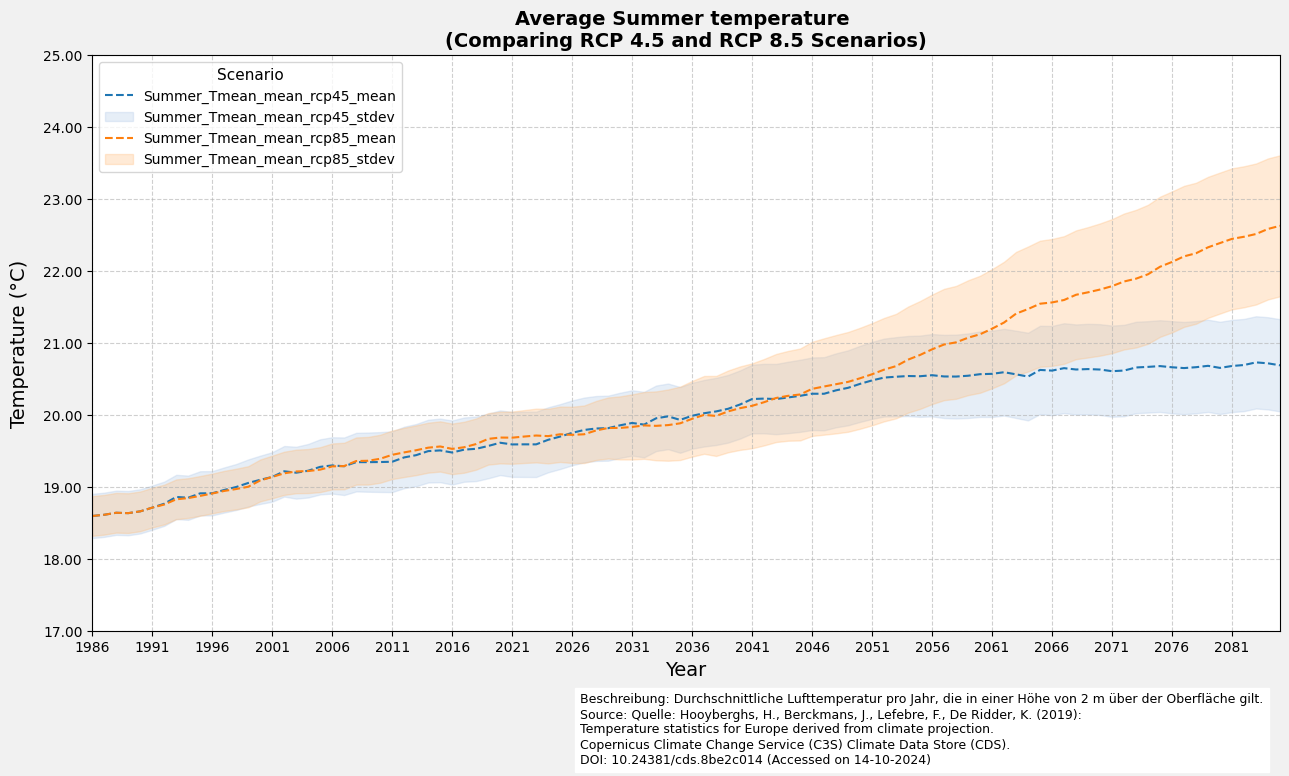 Average Summer temperature
(Comparing RCP 4.5 and RCP 8.5 Scenarios)
25.00
24.00
23.00
22.00
21.00
20.00
19.00
18.00
17.00
Temperature (°C)
Scenario
Summer_Tmean_mean_rcp45_mean
Summer_Tmean_mean_rcp45_stdev
Summer_Tmean_mean_rcp85_mean
Summer_Tmean_mean_rcp85_stdev
1986 1991 1996 2001 2006 2011 2016 2021 2026 2031 2036 2041 2046 2051 2056 2061 2066 2071 2076 2081
Year
Beschreibung: Durchschnittliche Lufttemperatur pro Jahr, die in einer Höhe von 2 m über der Oberfläche gilt.
Source: Quelle: Hooyberghs, H., Berckmans, J., Lefebre, F., De Ridder, K. (2019):
Temperature statistics for Europe derived from climate projection.
Copernicus Climate Change Service (C3S) Climate Data Store (CDS).
DOI: 10.24381/cds.8be2c014 (Accessed on 14-10-2024)